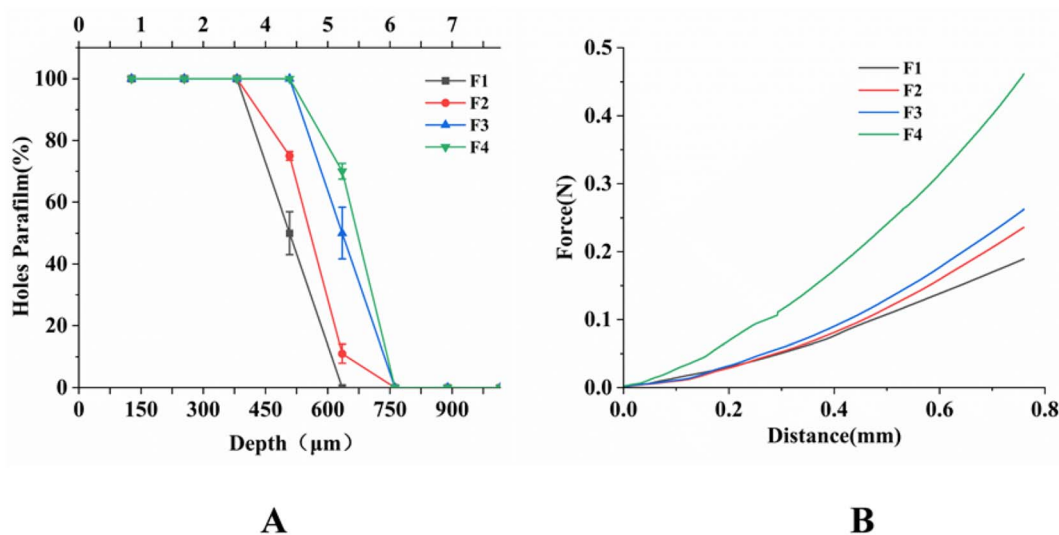 0 1 2 3 4 5 6 7
Holes Parafilm(%)
100
80
60
40
20
0
F1
F2
F3
F4
0 150 300 450 600 750 900
Depth（μm）
A
Force(N)
0.5
0.4
0.3
0.2
0.1
0.0
F1
F2
F3
F4
0.0 0.2 0.4 0.6 0.8
Distance(mm)
B